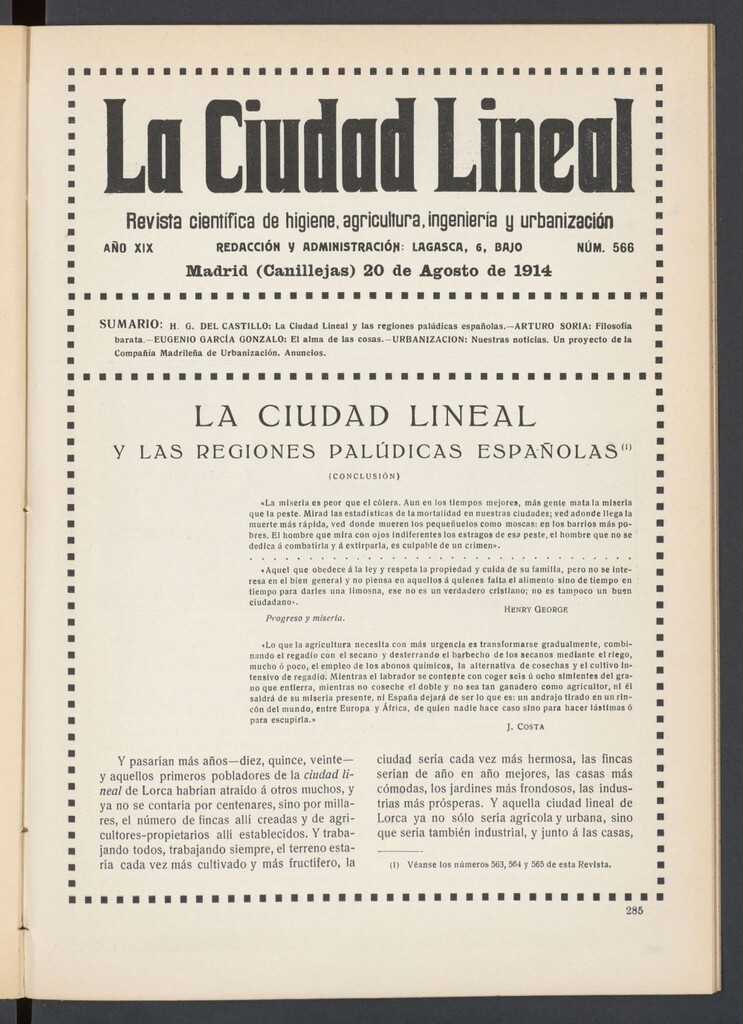 La Ciudad Lineal
Revista científica de higiene, agricultura, ingeniería y urbanización
AÑO XIX REDACCIÓN Y ADMINISTRACIÓN: LAGASCA, 6, BAJO NÚM. 566
Madrid (Canillejas) 20 de Agosto de 1914
SUMARIO: H. G. DEL CASTILLO: La Ciudad Lineal y las regiones palúdicas españolas.—ARTURO SORIA: Filosofía
barata.—EUGENIO GARCÍA GONZALO: El alma de las cosas.—URBANIZACION: Nuestras noticias. Un proyecto de la
Compañia Madrileña de Urbanización. Anuncios.
LA CIUDAD LINEAL
Y LAS REGIONES PALÚDICAS ESPAÑOLAS (1)
(CONCLUSIÓN)
«La miseria es peor que el cólera. Aun en los tiempos mejores, más gente mata la miseria
que la peste. Mirad las estadísticas de la mortalidad en nuestras ciudades; ved adonde llega la
muerte más rápida, ved donde mueren los pequeñuelos como moscas: en los barrios más po-
bres. El hombre que mira con ojos indiferentes los estragos de esa peste, el hombre que no se
dedica á combatirla y á extirparla, es culpable de un crimen».
«Aquel que obedece á la ley y respeta la propiedad y cuida de su familia, pero no se inte-
resa en el bien general y no piensa en aquellos á quienes falta el alimento sino de tiempo en
tiempo para darles una limosna, ese no es un verdadero cristiano; no es tampoco un buen
ciudadano».
HENRY GEORGE
Progreso y miseria.
«Lo que la agricultura necesita con más urgencia es transformarse gradualmente, combi-
nando el regadío con el secano y desterrando el barbecho de los secanos mediante el riego,
mucho ó poco, el empleo de los abonos químicos, la alternativa de cosechas y el cultivo in-
tensivo de regadío. Mientras el labrador se contente con coger seis ú ocho simientes del gra-
no que entierra, mientras no coseche el doble y no sea tan ganadero como agricultor, ni él
saldrá de su miseria presente, ni España dejará de ser lo que es: un andrajo tirado en un rin-
cón del mundo, entre Europa y África, de quien nadie hace caso sino para hacer lástimas ó
para escupirla.»
J. COSTA
Y pasarían más años—diez, quince, veinte—
y aquellos primeros pobladores de la ciudad li-
neal de Lorca habrían atraído á otros muchos, y
ya no se contaria por centenares, sino por milla-
res, el número de fincas allí creadas y de agri-
cultores-propietarios allí establecidos. Y traba-
jando todos, trabajando siempre, el terreno esta-
ría cada vez más cultivado y más fructífero, la
ciudad sería cada vez más hermosa, las fincas
serían de año en año mejores, las casas más
cómodas, los jardines más frondosos, las indus-
trias más prósperas. Y aquella ciudad lineal de
Lorca ya no sólo sería agrícola y urbana, sino
que sería también industrial, y junto á las casas,
(1) Véanse los números 563, 564 y 565 de esta Revista.
285